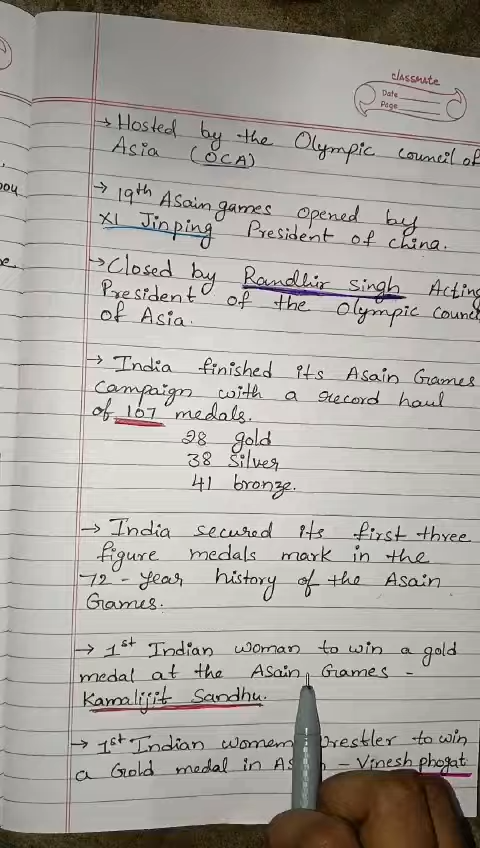 classmate
Date
Page
→ Hosted by the Olympic council of
Asia (OCA)
→ 19th Asain games opened by
XI Jinping President of china.
→ Closed by Randhir singh Acting
President of the Olympic Counc
of Asia.
→ India finished its Asain Games
campaign with a record haul
of 107 medals.
28 gold
38 silver
41 bronze.
→ India secured its first three
figure medals mark in the
72-year history of the Asain
Games.
→ 1st Indian woman to win a gold
medal at the Asain Games -
Kamalijit Sandhu.
→ 1st Indian women wrestler to win
a Gold medal in - Vinesh phogat